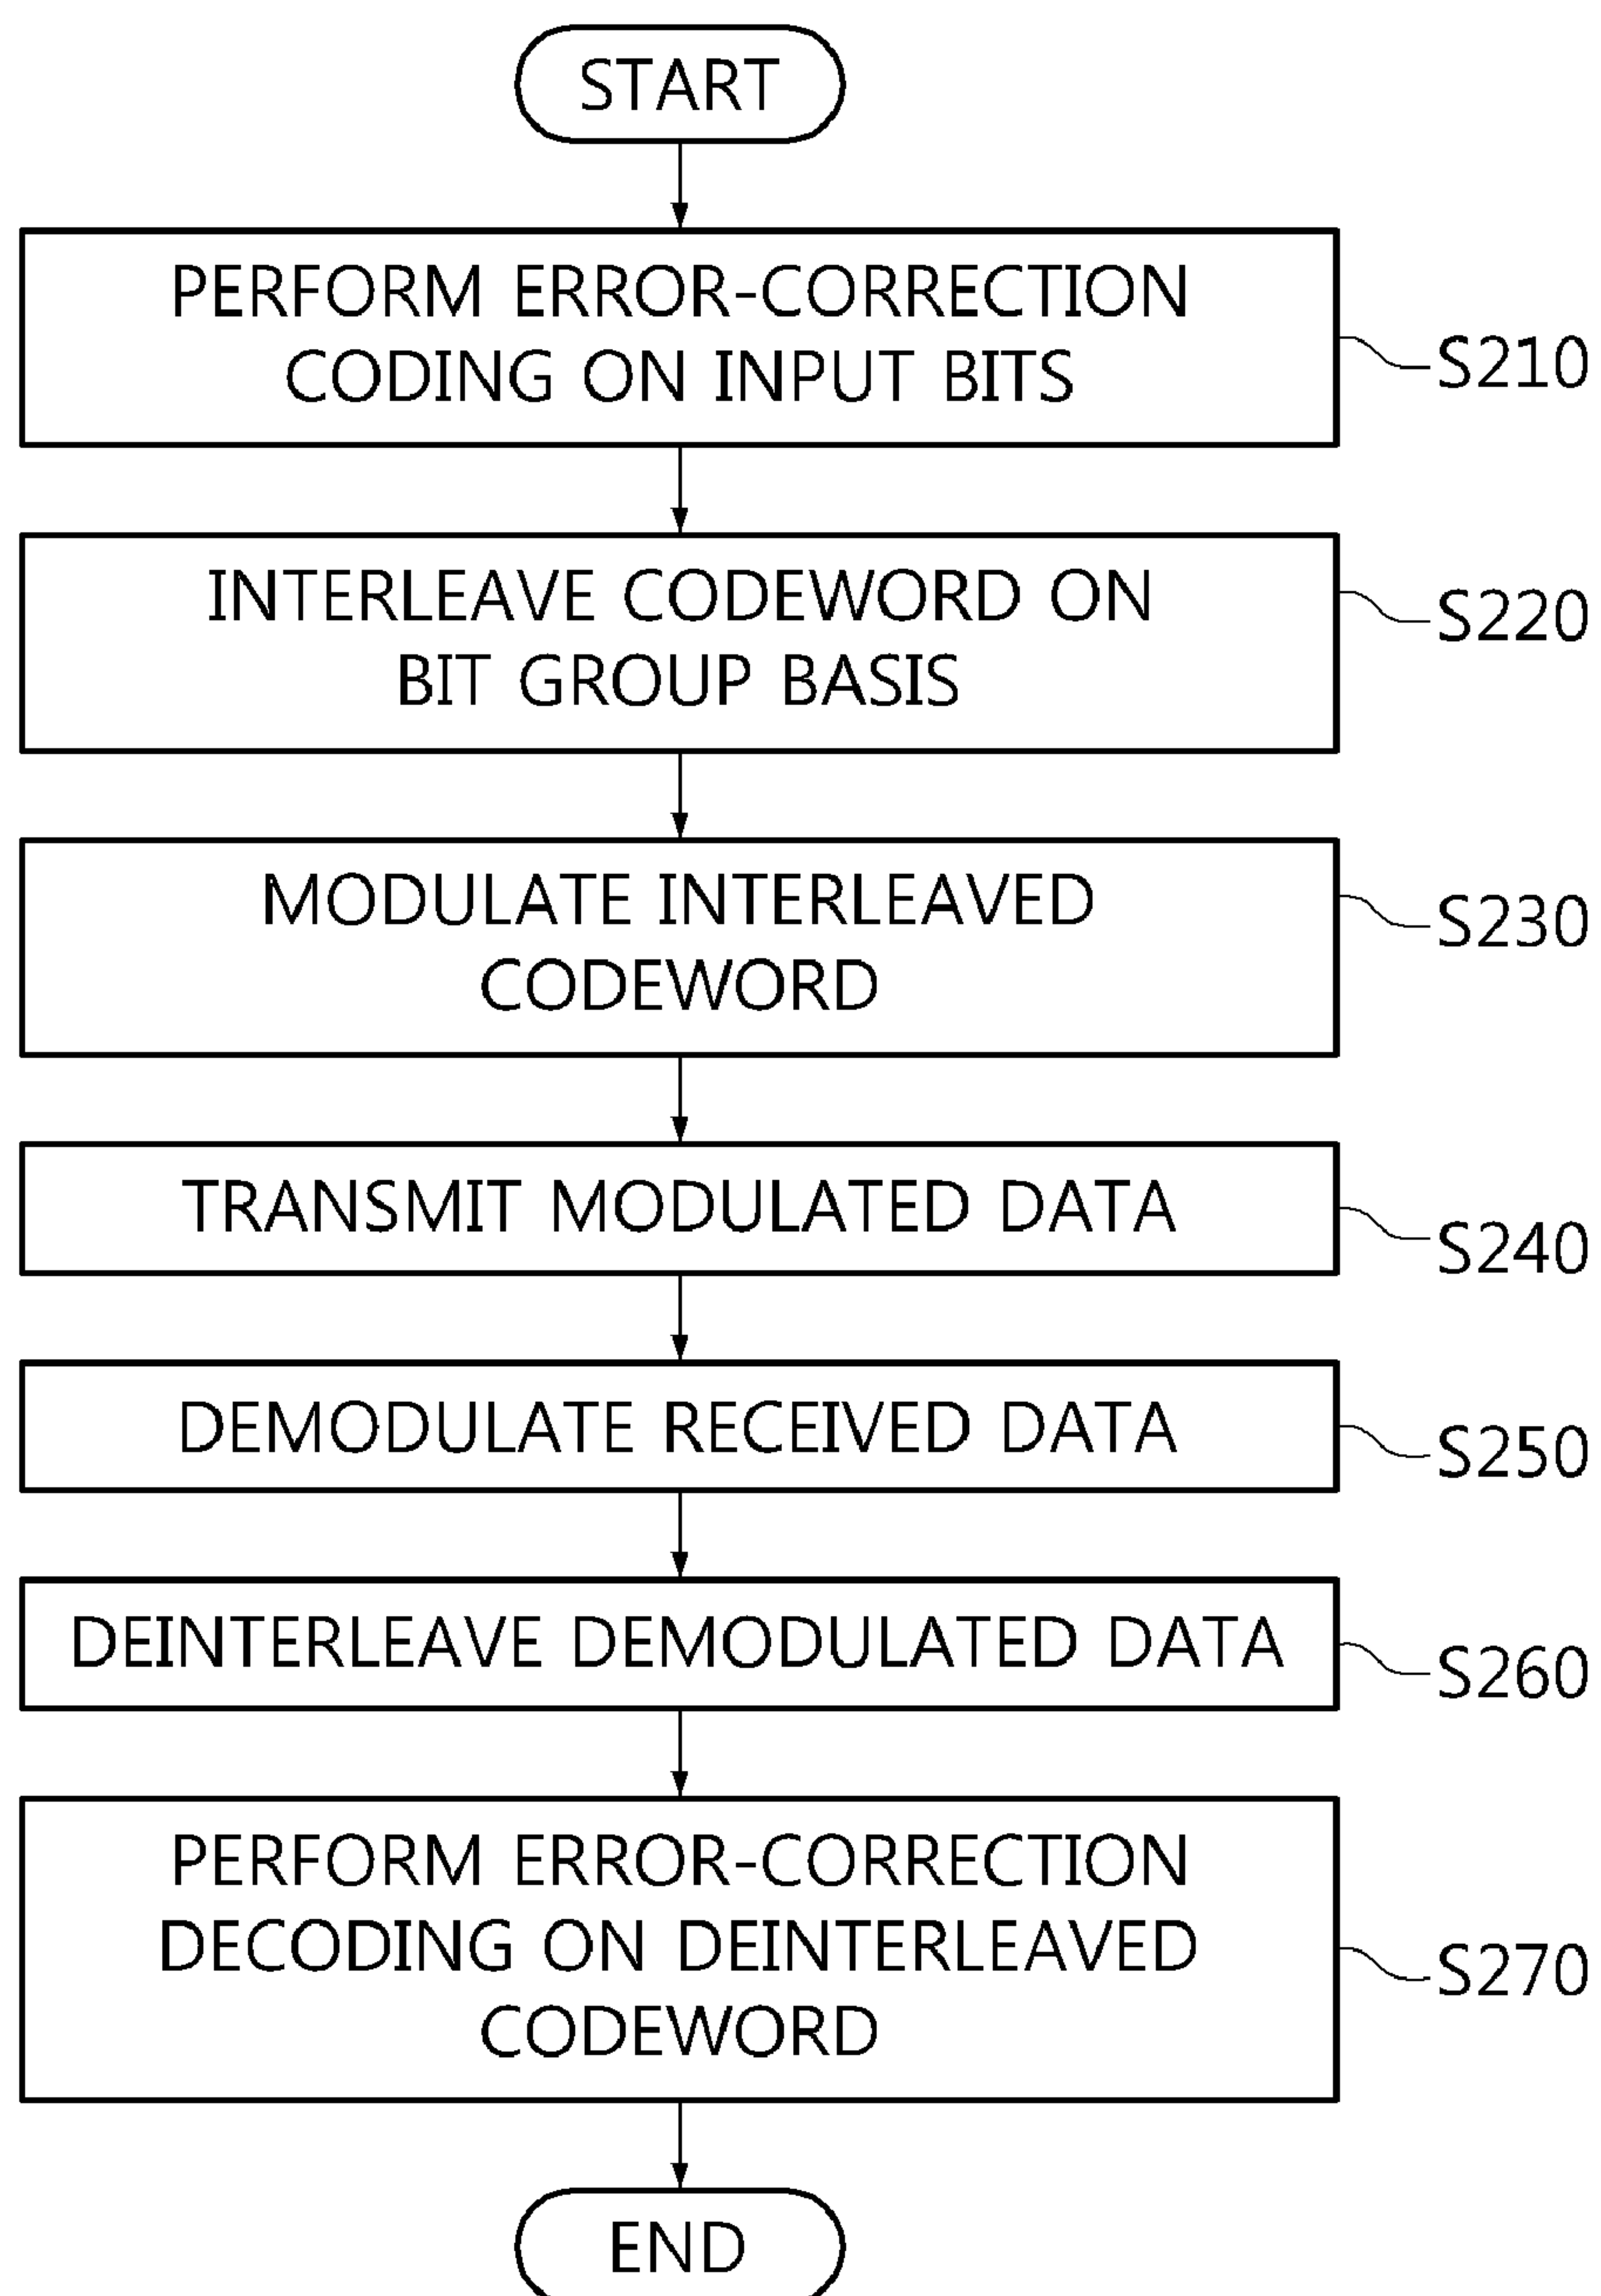 START
PERFORM ERROR-CORRECTION
CODING ON INPUT BITS
S210
INTERLEAVE CODEWORD ON
BIT GROUP BASIS
S220
MODULATE INTERLEAVED
CODEWORD
S230
TRANSMIT MODULATED DATA
S240
DEMODULATE RECEIVED DATA
S250
DEINTERLEAVE DEMODULATED DATA
S260
PERFORM ERROR-CORRECTION
DECODING ON DEINTERLEAVED
CODEWORD
S270
END